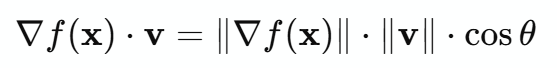 ∇f(𝐱) · 𝐯 = ‖∇f(𝐱)‖ · ‖𝐯‖ · cos θ